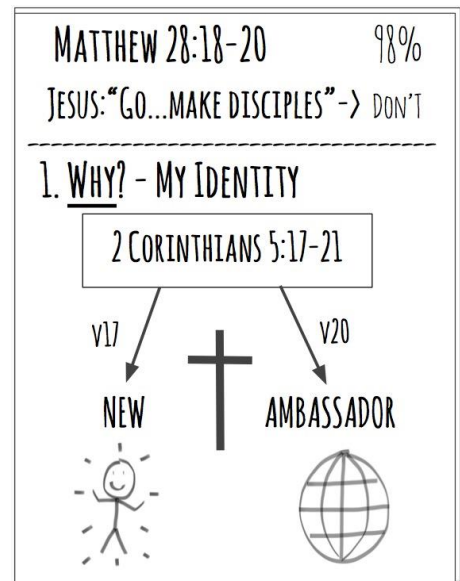 MATTHEW 28:18-20 98%
JESUS:“GO...MAKE DISCIPLES”-> DON'T
1. WHY? - MY IDENTITY
2 CORINTHIANS 5:17-21
V17 V20
NEW AMBASSADOR